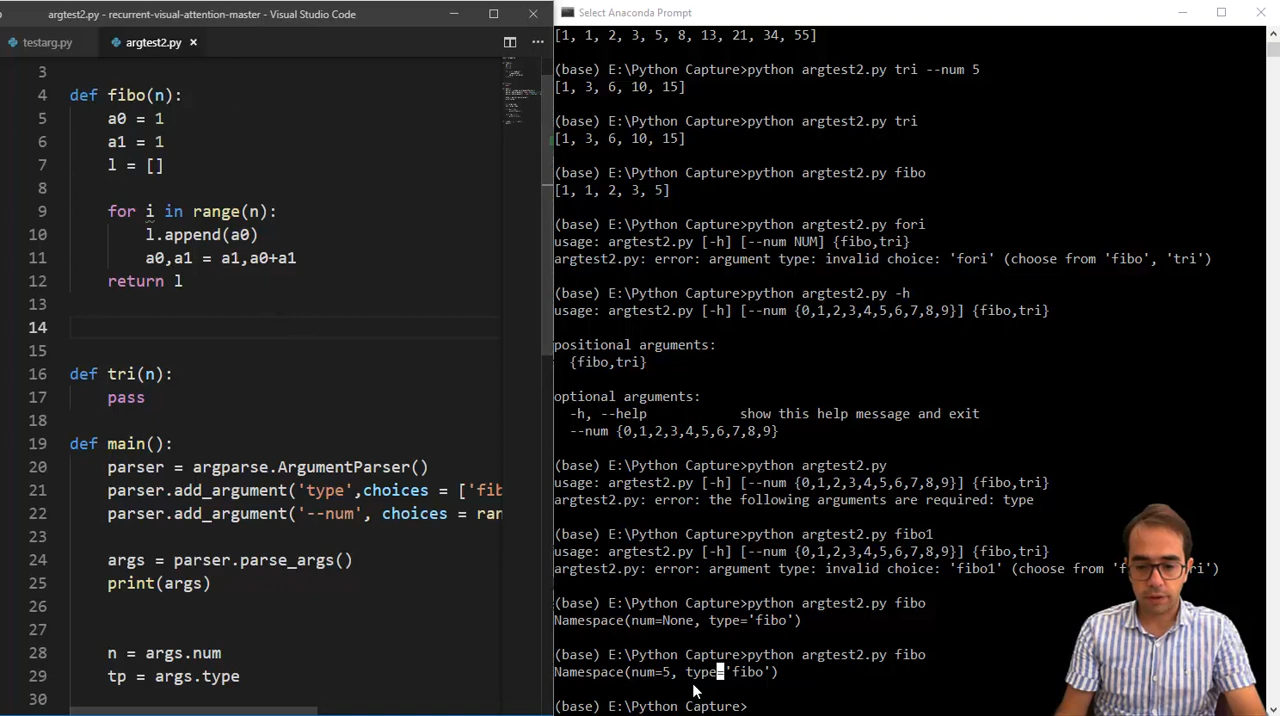 argtest2.py - recurrent-visual-attention-master - Visual Studio Code
testarg.py
argtest2.py
3
4 def fibo(n):
5 a0 = 1
6 a1 = 1
7 l = []
8
9 for i in range(n):
10 l.append(a0)
11 a0,a1 = a1,a0+a1
12 return l
13
14
15
16 def tri(n):
17 pass
18
19 def main():
20 parser = argparse.ArgumentParser()
21 parser.add_argument('type',choices = ['fib
22 parser.add_argument('--num', choices = ran
23
24 args = parser.parse_args()
25 print(args)
26
27
28 n = args.num
29 tp = args.type
30
Select Anaconda Prompt
[1, 1, 2, 3, 5, 8, 13, 21, 34, 55]
(base) E:\Python Capture>python argtest2.py tri --num 5
[1, 3, 6, 10, 15]
(base) E:\Python Capture>python argtest2.py tri
[1, 3, 6, 10, 15]
(base) E:\Python Capture>python argtest2.py fibo
[1, 1, 2, 3, 5]
(base) E:\Python Capture>python argtest2.py fori
usage: argtest2.py [-h] [--num NUM] {fibo,tri}
argtest2.py: error: argument type: invalid choice: 'fori' (choose from 'fibo', 'tri')
(base) E:\Python Capture>python argtest2.py -h
argtest2.py [-h] [--num {0,1,2,3,4,5,6,7,8,9}] {fibo,tri}
positional arguments:
{fibo,tri}
optional arguments:
-h, --help show this help message and exit
--num {0,1,2,3,4,5,6,7,8,9}
(base) E:\Python Capture>python argtest2.py
usage: argtest2.py [-h] [--num {0,1,2,3,4,5,6,7,8,9}] {fibo,tri}
argtest2.py: error: the following arguments are required: type
(base) E:\Python Capture>python argtest2.py fibo1
usage: argtest2.py [-h] [--num {0,1,2,3,4,5,6,7,8,9}] {fibo,tri}
argtest2.py: error: argument type: invalid choice: 'fibo1' (choose from
(base) E:\Python Capture>python argtest2.py fibo
Namespace(num=None, type='fibo')
(base) E:\Python Capture>python argtest2.py fibo
Namespace(num=5, type='fibo')
(base) E:\Python Capture>